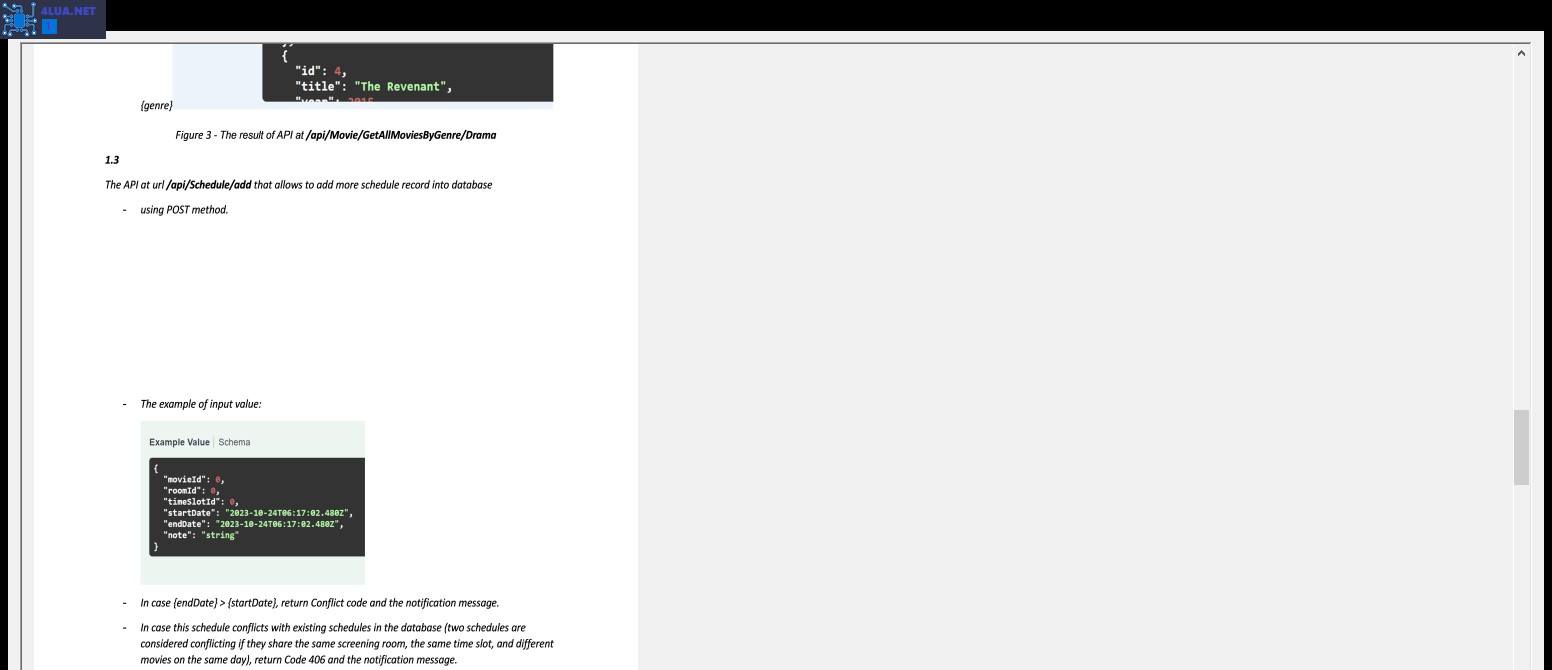 4LUA.NET
{
"id": 4,
"title": "The Revenant",
"year": 2015
{genre}
Figure 3 - The result of API at /api/Movie/GetAllMoviesByGenre/Drama
1.3
The API at url /api/Schedule/add that allows to add more schedule record into database
- using POST method.
- The example of input value:
Example Value | Schema
{
"movieId": 0,
"roomId": 0,
"timeSlotId": 0,
"startDate": "2023-10-24T06:17:02.480Z",
"endDate": "2023-10-24T06:17:02.480Z",
"note": "string"
}
- In case {endDate} > {startDate}, return Conflict code and the notification message.
- In case this schedule conflicts with existing schedules in the database (two schedules are
considered conflicting if they share the same screening room, the same time slot, and different
movies on the same day), return Code 406 and the notification message.